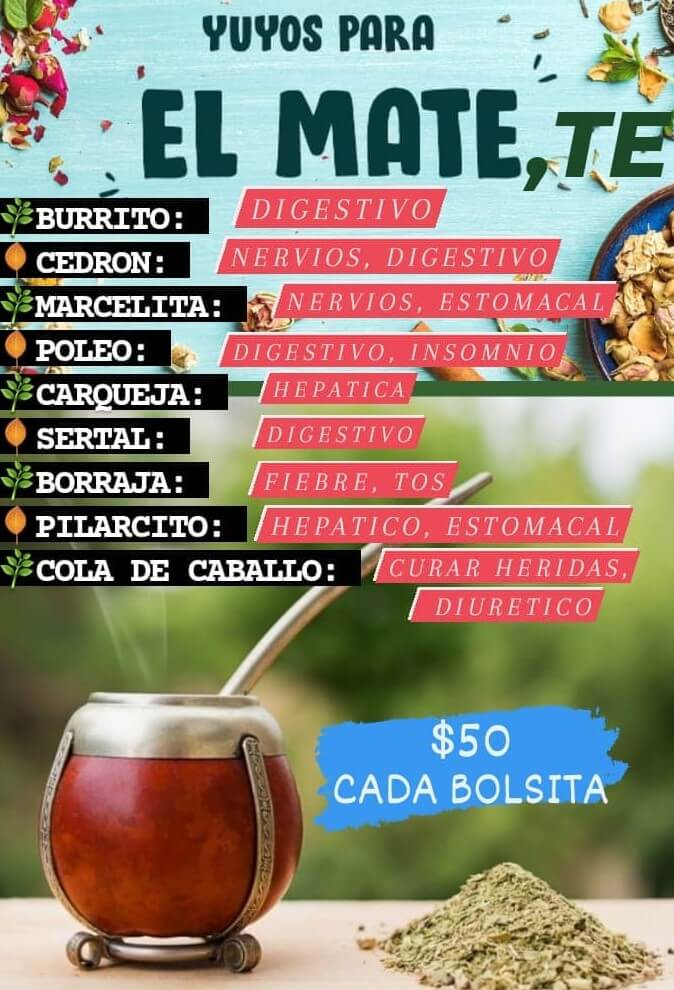 YUYOS PARA
EL MATE,TE
BURRITO: DIGESTIVO
CEDRON: NERVIOS, DIGESTIVO
MARCELITA: NERVIOS, ESTOMACAL
POLEO: DIGESTIVO, INSOMNIO
CARQUEJA: HEPATICA
SERTAL: DIGESTIVO
BORRAJA: FIEBRE, TOS
PILARCITO: HEPATICO, ESTOMACAL
COLA DE CABALLO: CURAR HERIDAS,
DIURETICO
$50
CADA BOLSITA